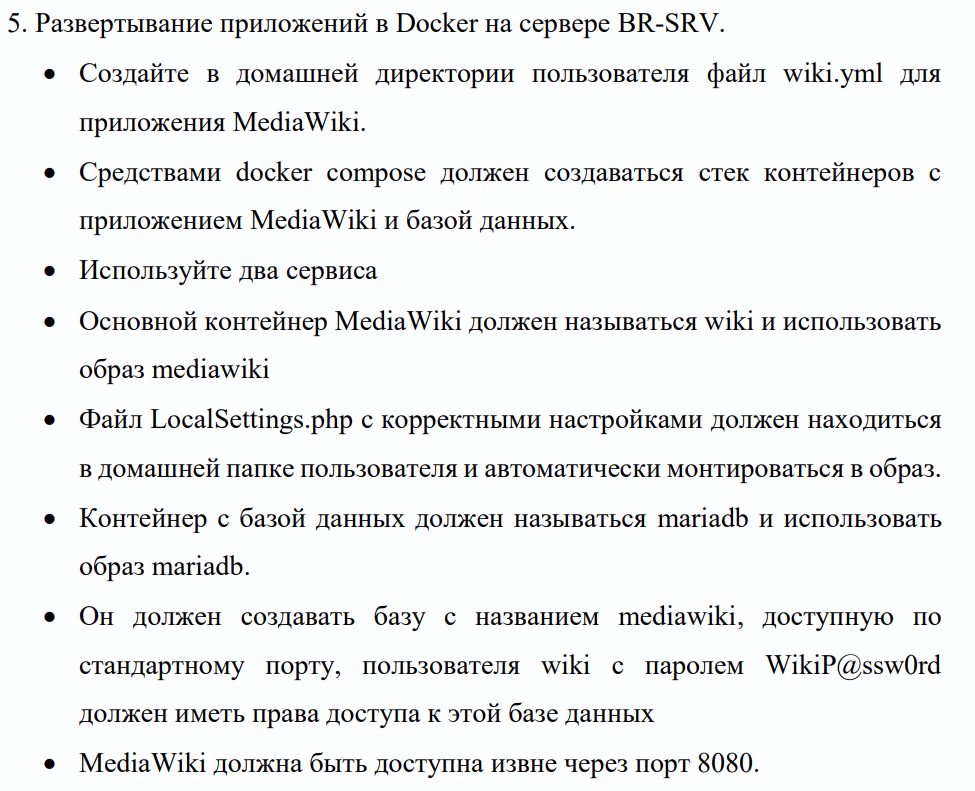 5. Развертывание приложений в Docker на сервере BR-SRV.
• Создайте в домашней директории пользователя файл wiki.yml для
приложения MediaWiki.
• Средствами docker compose должен создаваться стек контейнеров с
приложением MediaWiki и базой данных.
• Используйте два сервиса
• Основной контейнер MediaWiki должен называться wiki и использовать
образ mediawiki
• Файл LocalSettings.php с корректными настройками должен находиться
в домашней папке пользователя и автоматически монтироваться в образ.
• Контейнер с базой данных должен называться mariadb и использовать
образ mariadb.
• Он должен создавать базу с названием mediawiki, доступную по
стандартному порту, пользователя wiki с паролем WikiP@ssw0rd
должен иметь права доступа к этой базе данных
• MediaWiki должна быть доступна извне через порт 8080.